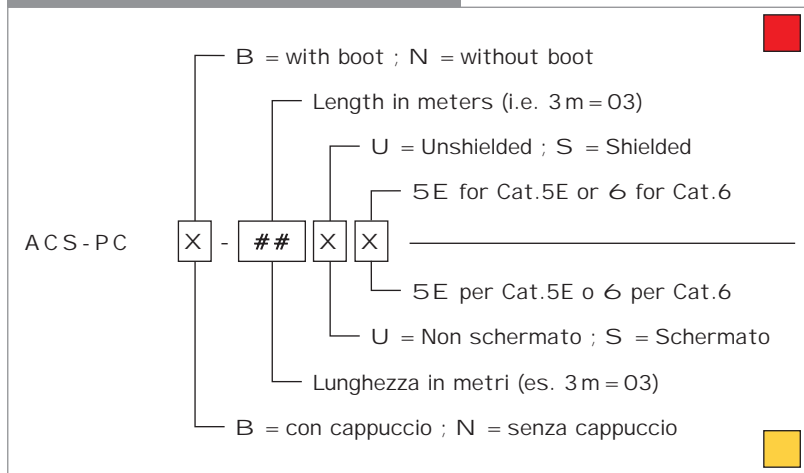 B = with boot ; N = without boot
Length in meters (i.e. 3m = 03)
U = Unshielded ; S = Shielded
5E for Cat.5E or 6 for Cat.6
ACS-PC X - ## X X
5E per Cat.5E o 6 per Cat.6
U = Non schermato ; S = Schermato
Lunghezza in metri (es. 3m = 03)
B = con cappuccio ; N = senza cappuccio